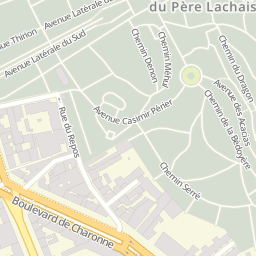 du Père Lachais
Avenue Thirion
Avenue Latérale du Sud
Avenue Latérale du Sud
Chemin Denon
Chemin Méhul
Chemin du Dragon
Avenue des Acacias
Chemin de la Bédoyère
Avenue Casimir Périer
Rue du Repos
Chemin Serré
Boulevard de Charonne